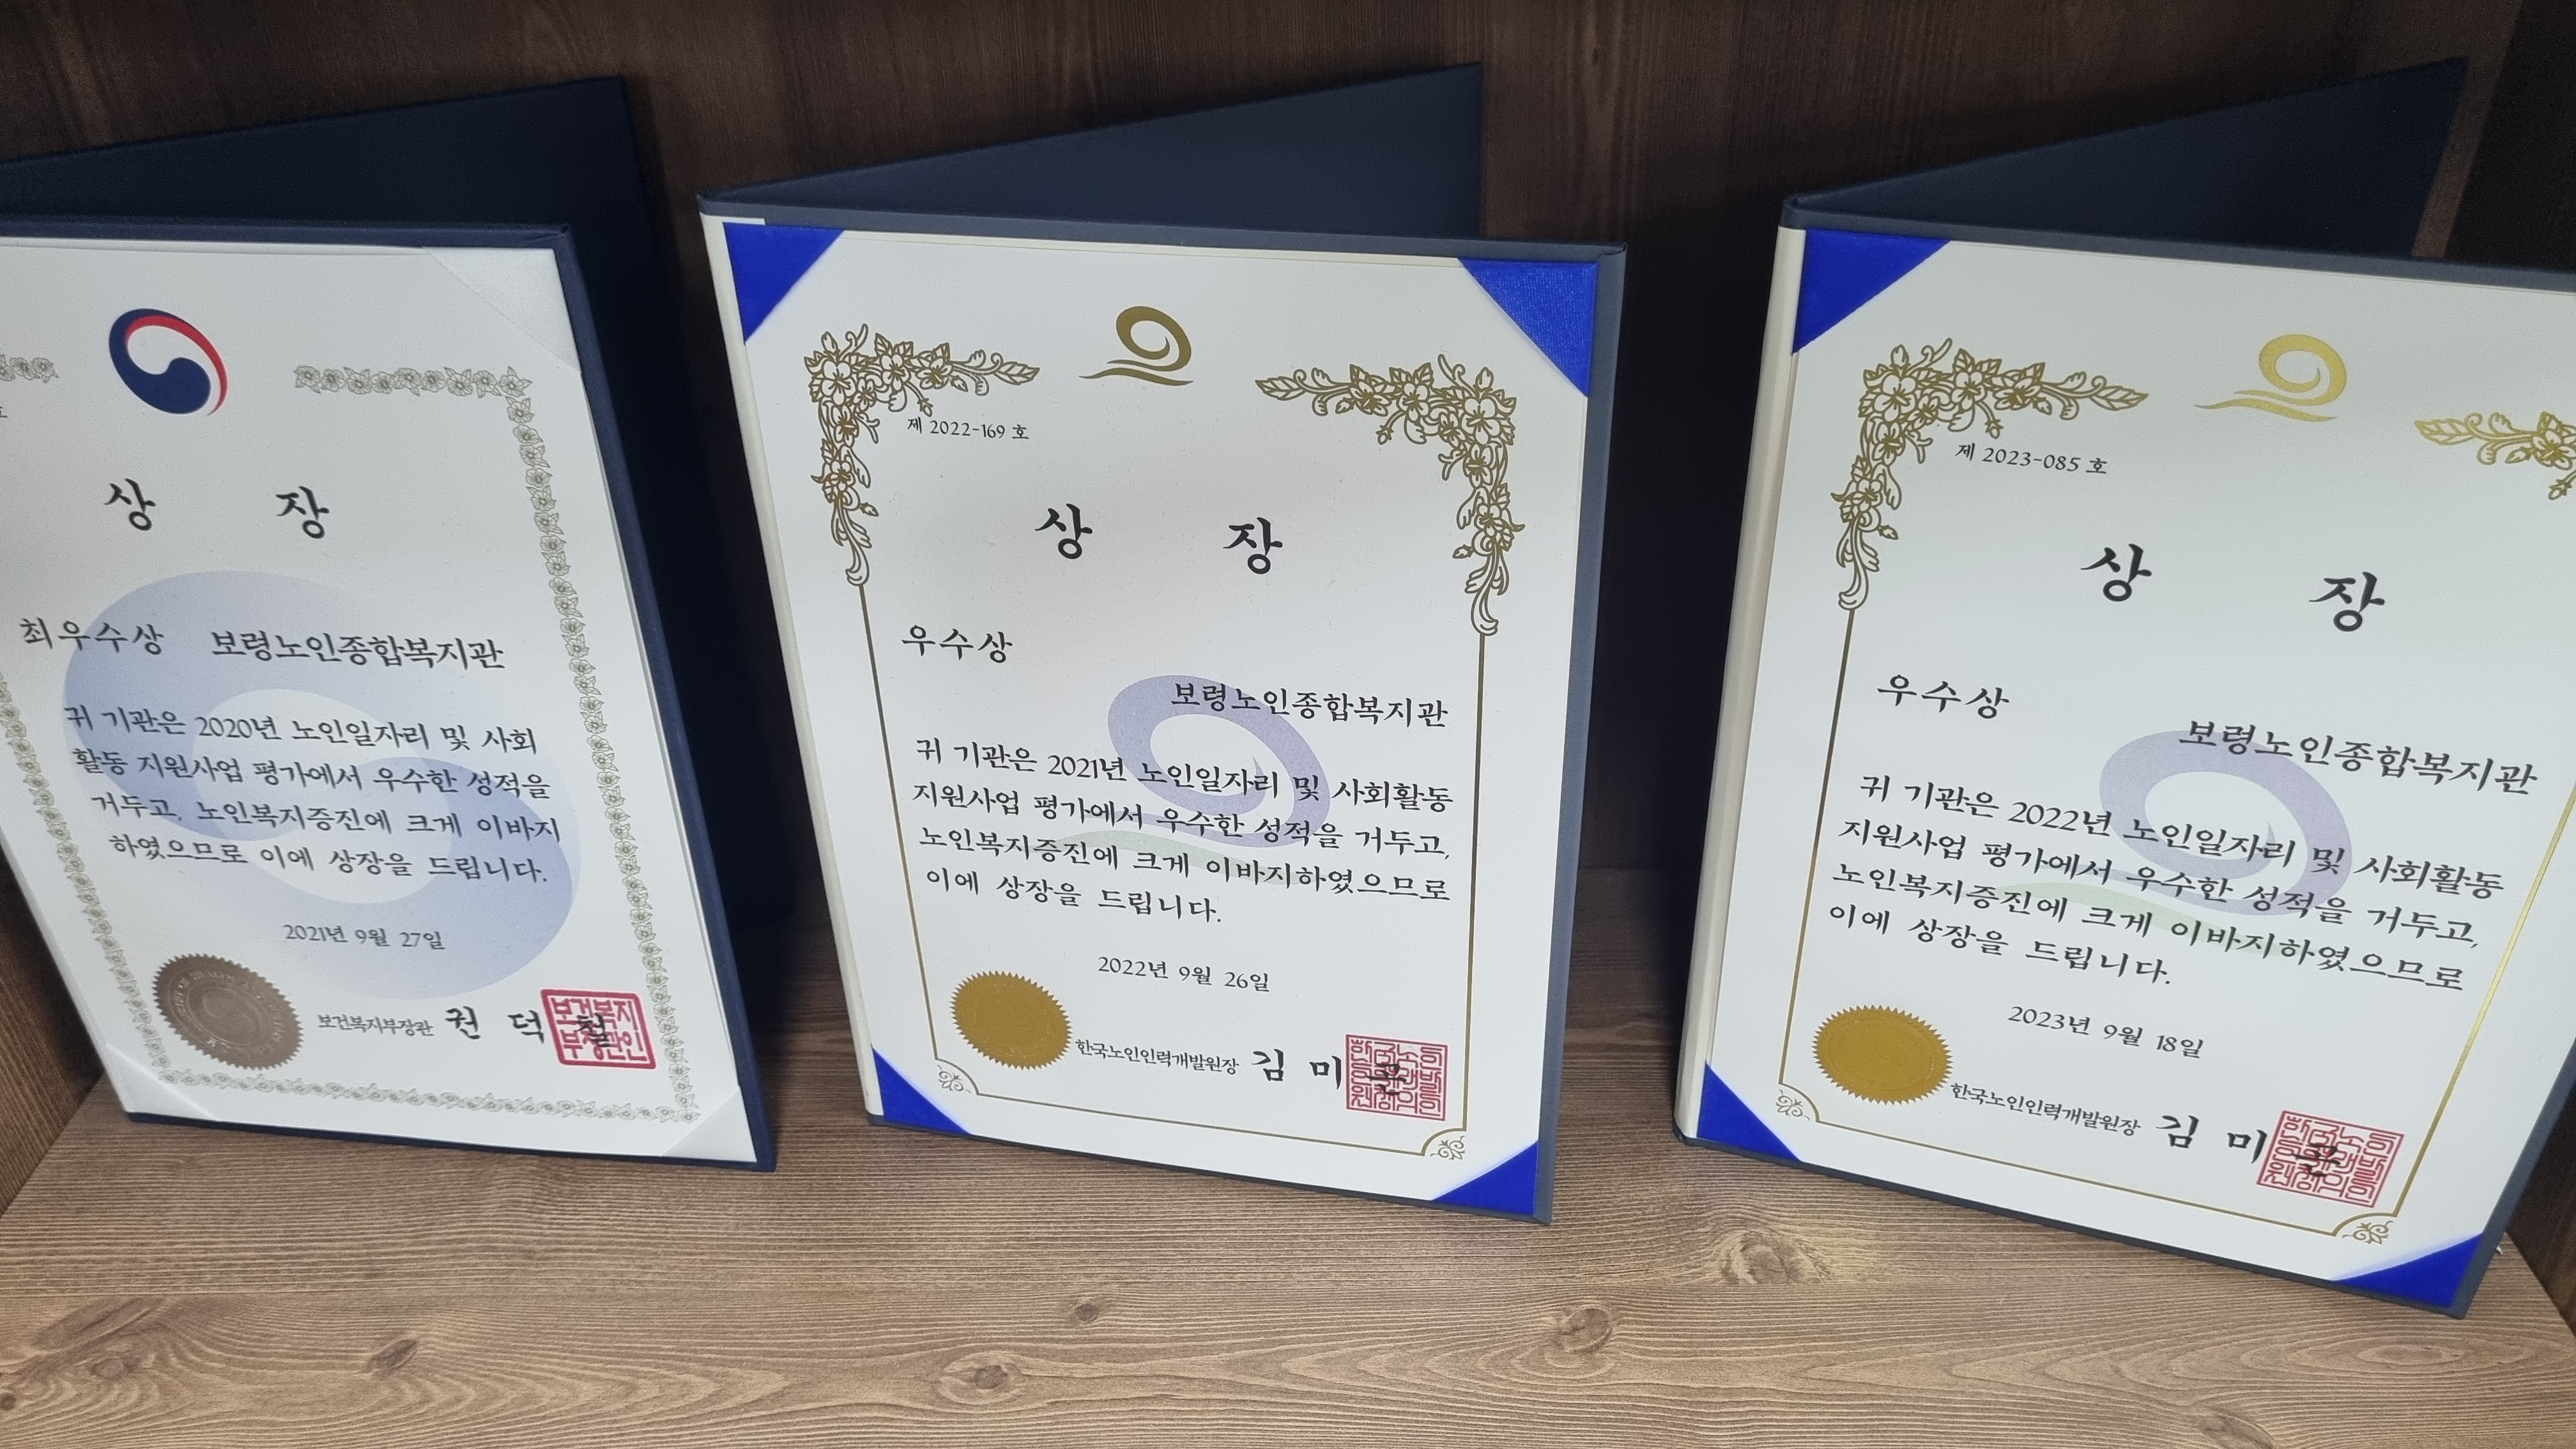 상 장
최우수상 보령노인종합복지관
귀 기관은 2020년 노인일자리 및 사회
활동 지원사업 평가에서 우수한 성적을
거두고, 노인복지증진에 크게 이바지
하였으므로 이에 상장을 드립니다.
2021년 9월 27일
보건복지부장관 권 덕 철
보건복지
부장관인
제 2022-169 호
상 장
우수상
보령노인종합복지관
귀 기관은 2021년 노인일자리 및 사회활동
지원사업 평가에서 우수한 성적을 거두고,
노인복지증진에 크게 이바지하였으므로
이에 상장을 드립니다.
2022년 9월 26일
한국노인인력개발원장 김 미
제 2023-085 호
상 장
우수상
보령노인종합복지관
귀 기관은 2022년 노인일자리 및 사회활동
지원사업 평가에서 우수한 성적을 거두고,
노인복지증진에 크게 이바지하였으므로
이에 상장을 드립니다.
2023년 9월 18일
한국노인인력개발원장 김 미